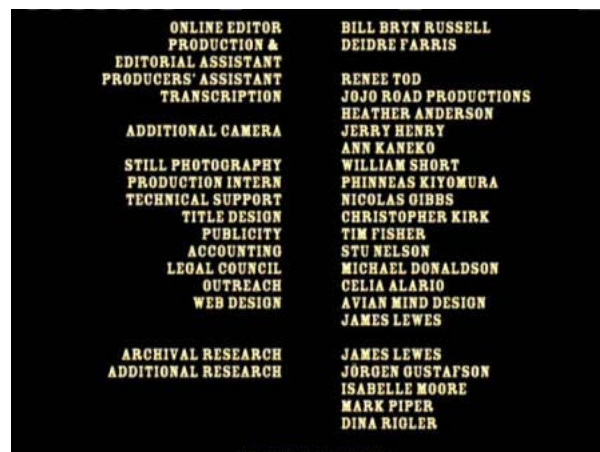 ONLINE EDITOR BILL BRYN RUSSELL
PRODUCTION & DEIDRE FARRIS
EDITORIAL ASSISTANT
PRODUCERS' ASSISTANT RENEE TOD
TRANSCRIPTION JOJO ROAD PRODUCTIONS
HEATHER ANDERSON
ADDITIONAL CAMERA JERRY HENRY
ANN KANEKO
STILL PHOTOGRAPHY WILLIAM SHORT
PRODUCTION INTERN PHINNEAS KIYOMURA
TECHNICAL SUPPORT NICOLAS GIBBS
TITLE DESIGN CHRISTOPHER KIRK
PUBLICITY TIM FISHER
ACCOUNTING STU NELSON
LEGAL COUNCIL MICHAEL DONALDSON
OUTREACH CELIA ALARIO
WEB DESIGN AVIAN MIND DESIGN
JAMES LEWES
ARCHIVAL RESEARCH JAMES LEWES
ADDITIONAL RESEARCH JÖRGEN GUSTAFSON
ISABELLE MOORE
MARK PIPER
DINA RIGLER